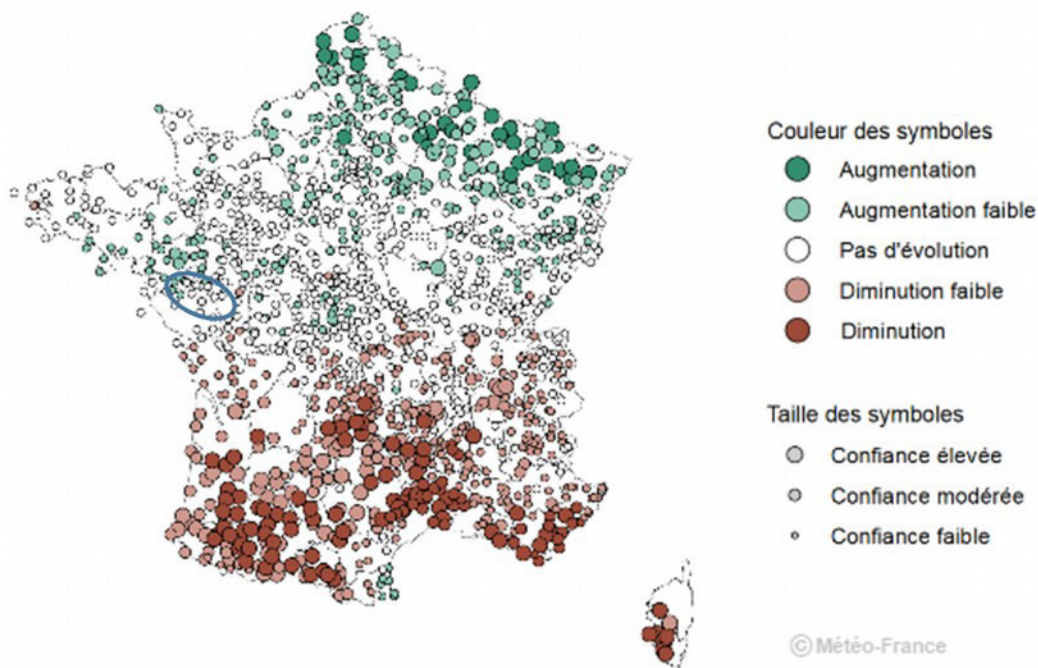 Couleur des symboles
Augmentation
Augmentation faible
Pas d'évolution
Diminution faible
Diminution
Taille des symboles
Confiance élevée
Confiance modérée
Confiance faible
©Météo-France